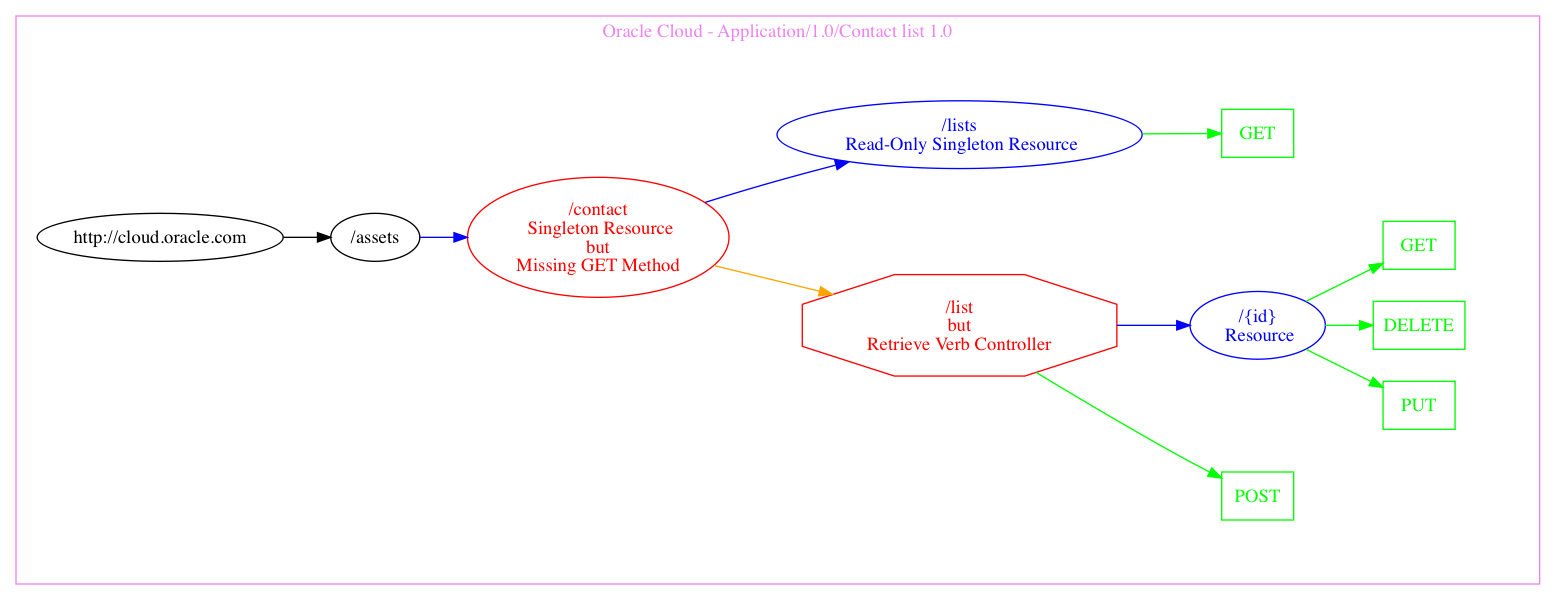 Oracle Cloud - Application/1.0/Contact list 1.0
http://cloud.oracle.com
/assets
/contact
Singleton Resource
but
Missing GET Method
/lists
Read-Only Singleton Resource
GET
/list
but
Retrieve Verb Controller
/{id}
Resource
GET
DELETE
PUT
POST